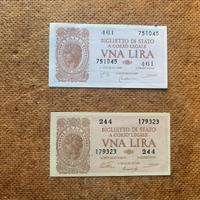 BIGLIETTO DI STATO
A CORSO LEGALE
461 751045
VNA LIRA
751045 461
BIGLIETTO DI STATO
A CORSO LEGALE
244 179323
VNA LIRA
179323 244